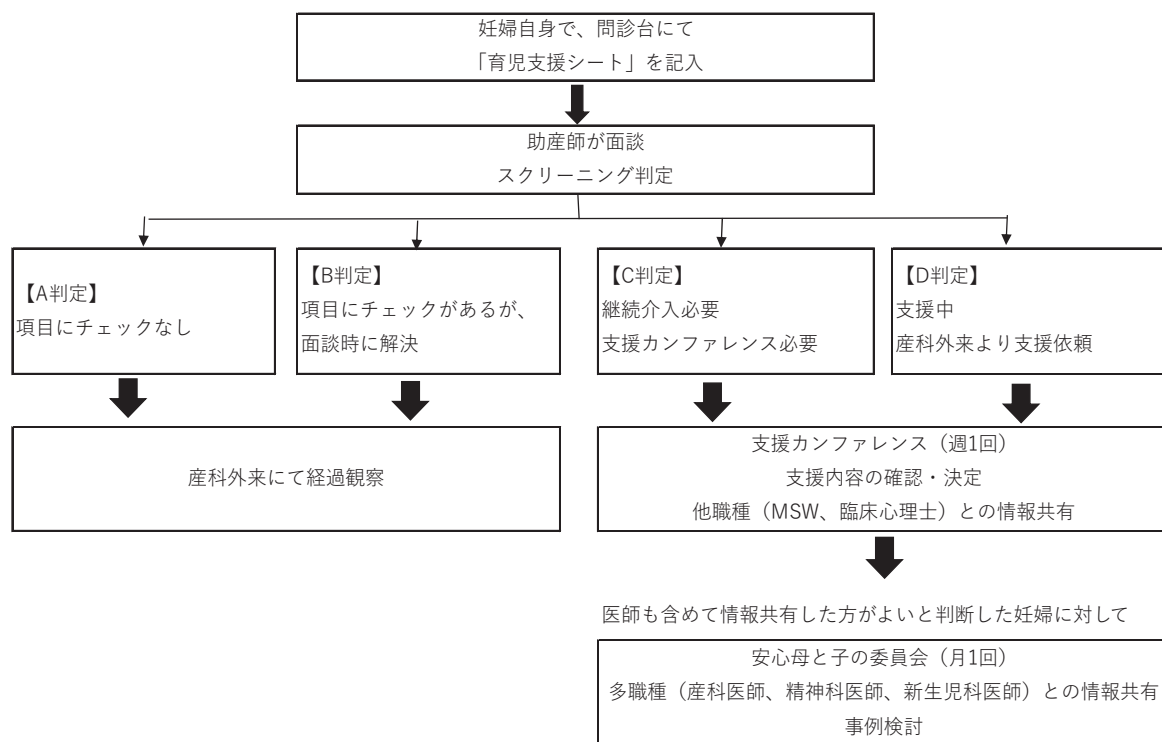 妊婦自身で、問診台にて
「育児支援シート」を記入
助産師が面談
スクリーニング判定
【A判定】
項目にチェックなし
【B判定】
項目にチェックがあるが、
面談時に解決
【C判定】
継続介入必要
支援カンファレンス必要
【D判定】
支援中
産科外来より支援依頼
産科外来にて経過観察
支援カンファレンス（週1回）
支援内容の確認・決定
他職種（MSW、臨床心理士）との情報共有
医師も含めて情報共有した方がよいと判断した妊婦に対して
安心母と子の委員会（月1回）
多職種（産科医師、精神科医師、新生児科医師）との情報共有
事例検討